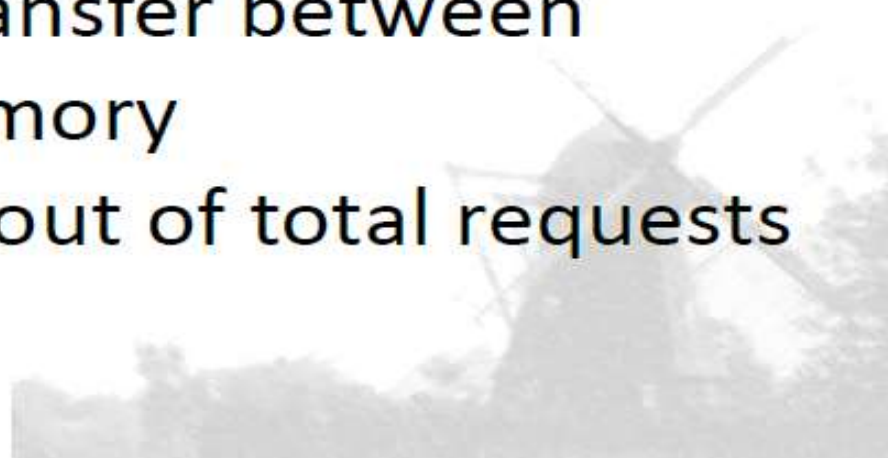 ansfer between
mory
out of total requests